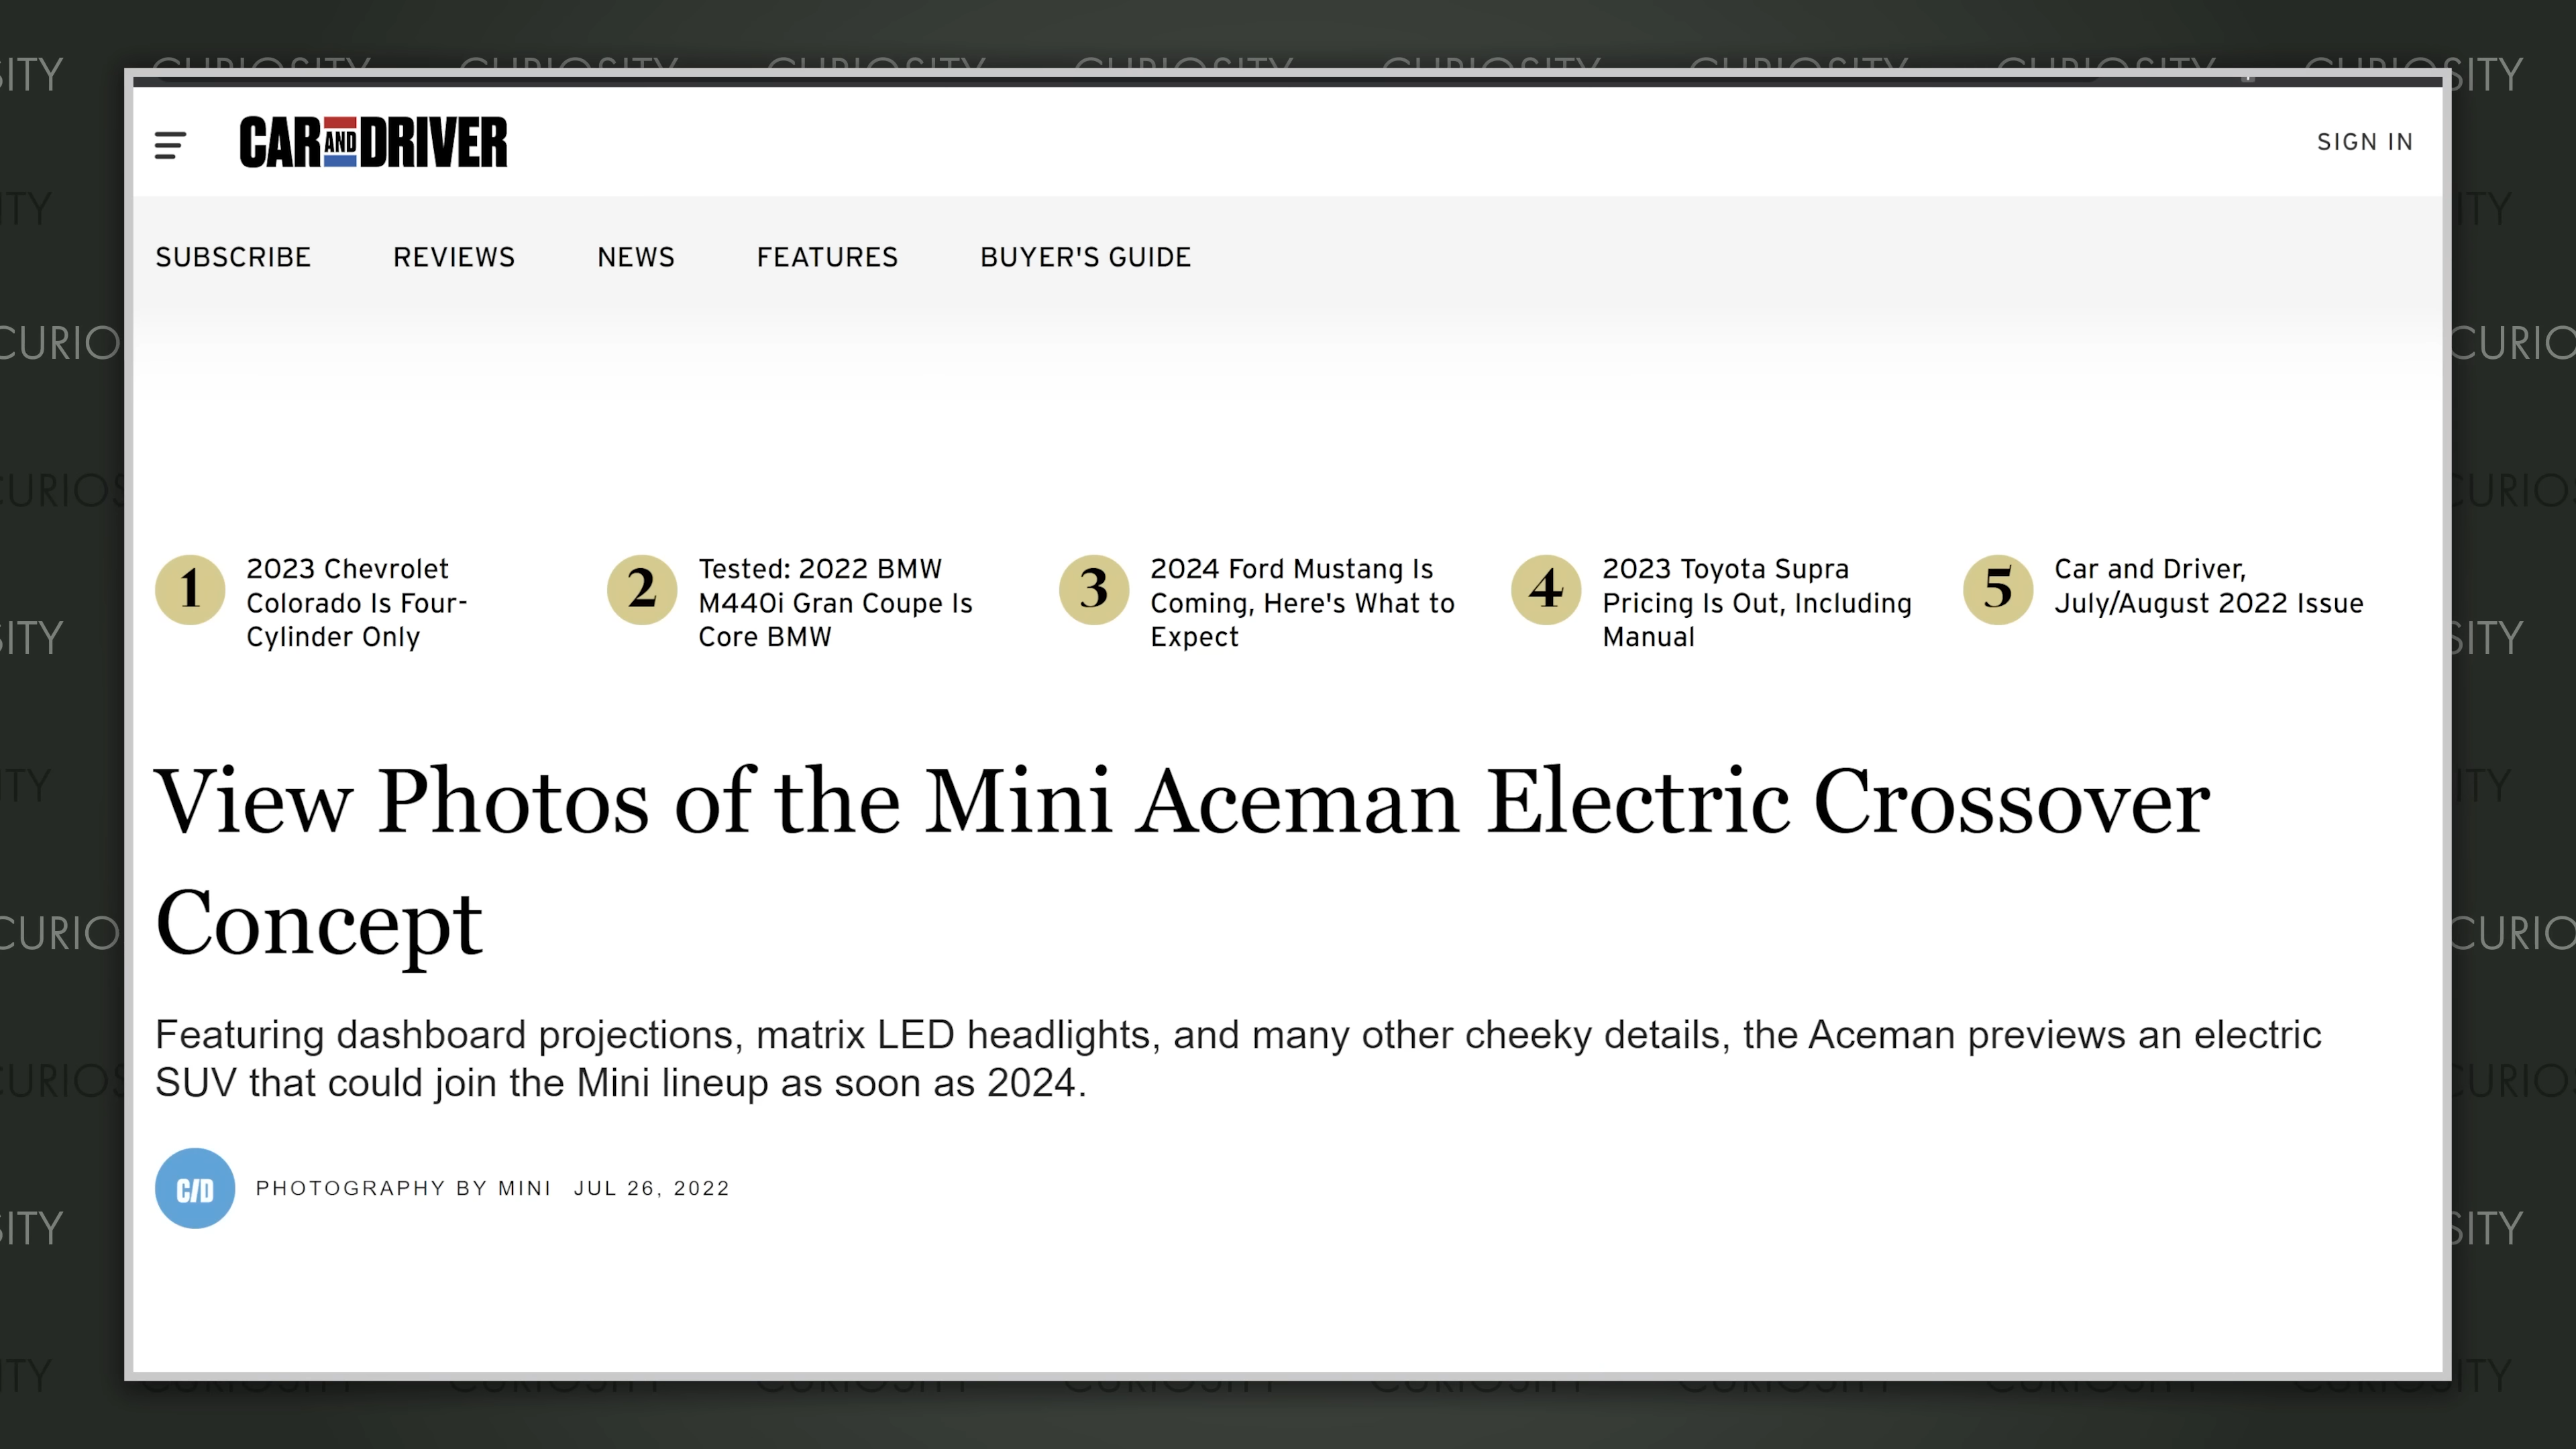 CAR AND DRIVER
SIGN IN
SUBSCRIBE REVIEWS NEWS FEATURES BUYER'S GUIDE
1 2023 Chevrolet
Colorado Is Four-
Cylinder Only
2 Tested: 2022 BMW
M440i Gran Coupe Is
Core BMW
3 2024 Ford Mustang Is
Coming, Here's What to
Expect
4 2023 Toyota Supra
Pricing Is Out, Including
Manual
5 Car and Driver,
July/August 2022 Issue
View Photos of the Mini Aceman Electric Crossover
Concept
Featuring dashboard projections, matrix LED headlights, and many other cheeky details, the Aceman previews an electric
SUV that could join the Mini lineup as soon as 2024.
C/D PHOTOGRAPHY BY MINI JUL 26, 2022